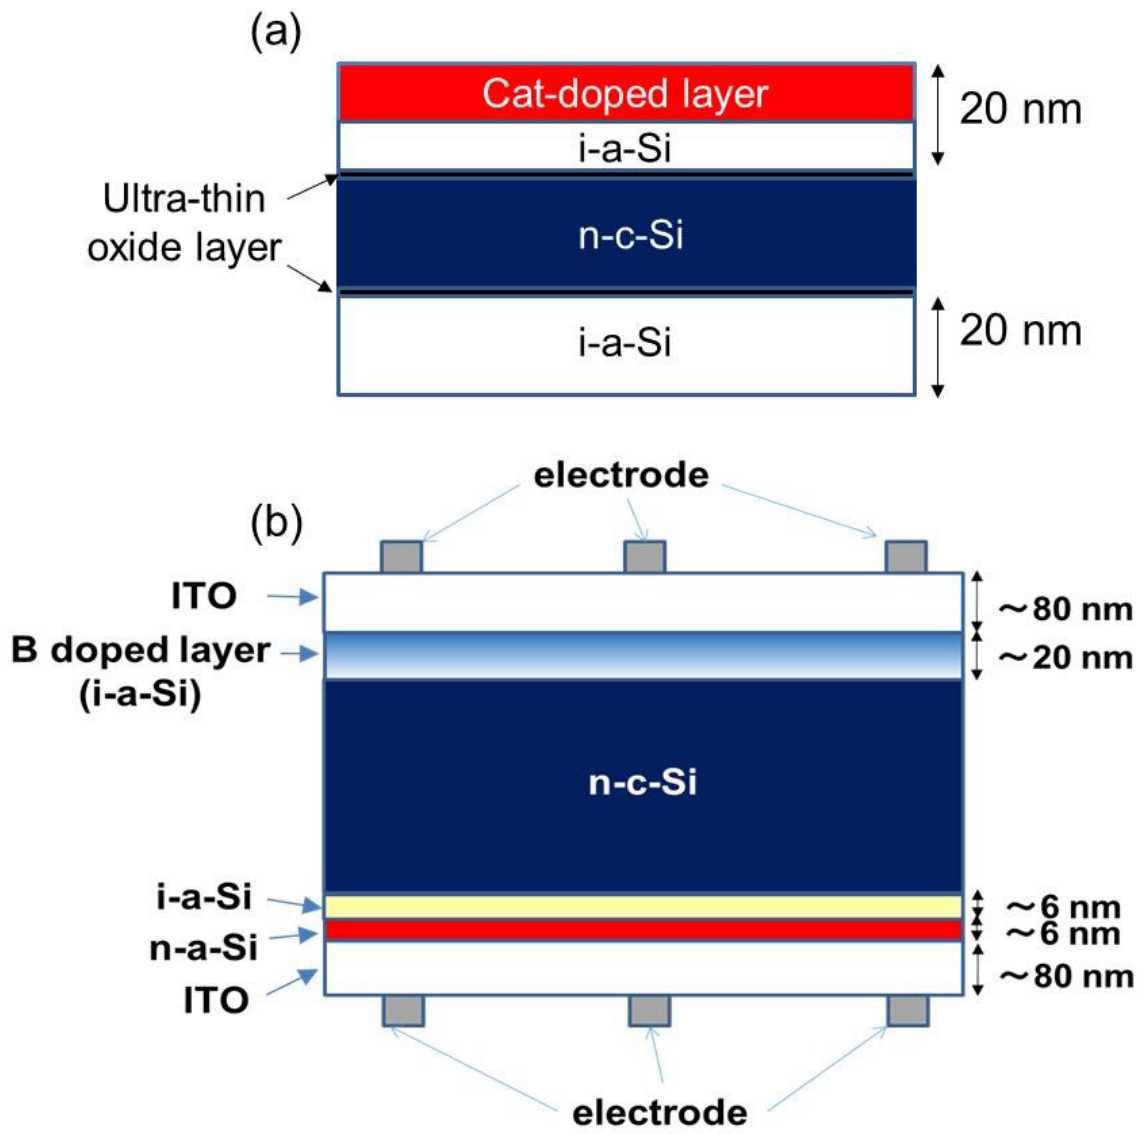 (a)
Cat-doped layer
20 nm
i-a-Si
Ultra-thin
oxide layer
n-c-Si
i-a-Si
20 nm
electrode
(b)
ITO
~80 nm
B doped layer
(i-a-Si)
~20 nm
n-c-Si
i-a-Si
~6 nm
n-a-Si
~6 nm
ITO
~80 nm
electrode